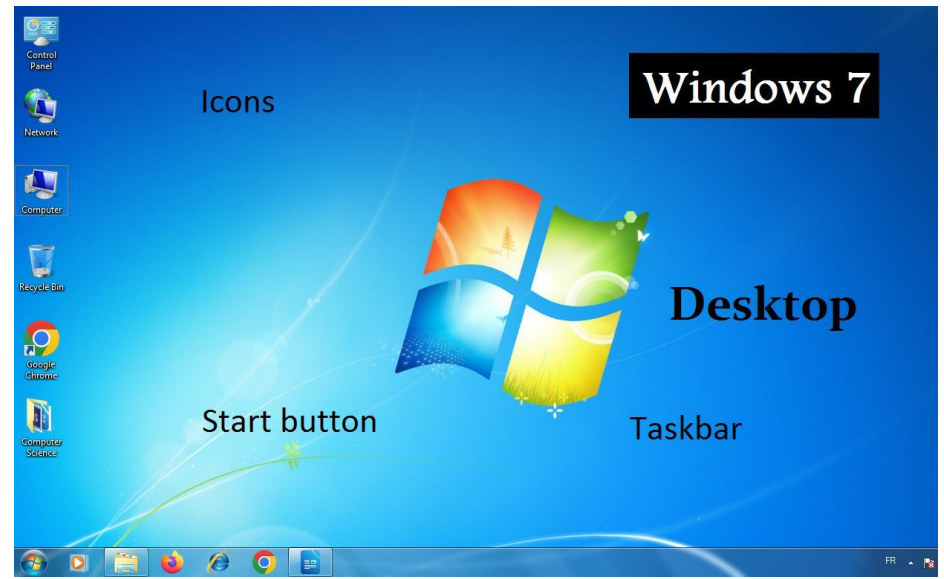 Control
Panel
Icons
Windows 7
Network
Computer
Recycle Bin
Desktop
Google
Chrome
Start button
Taskbar
Computer
Science
FR